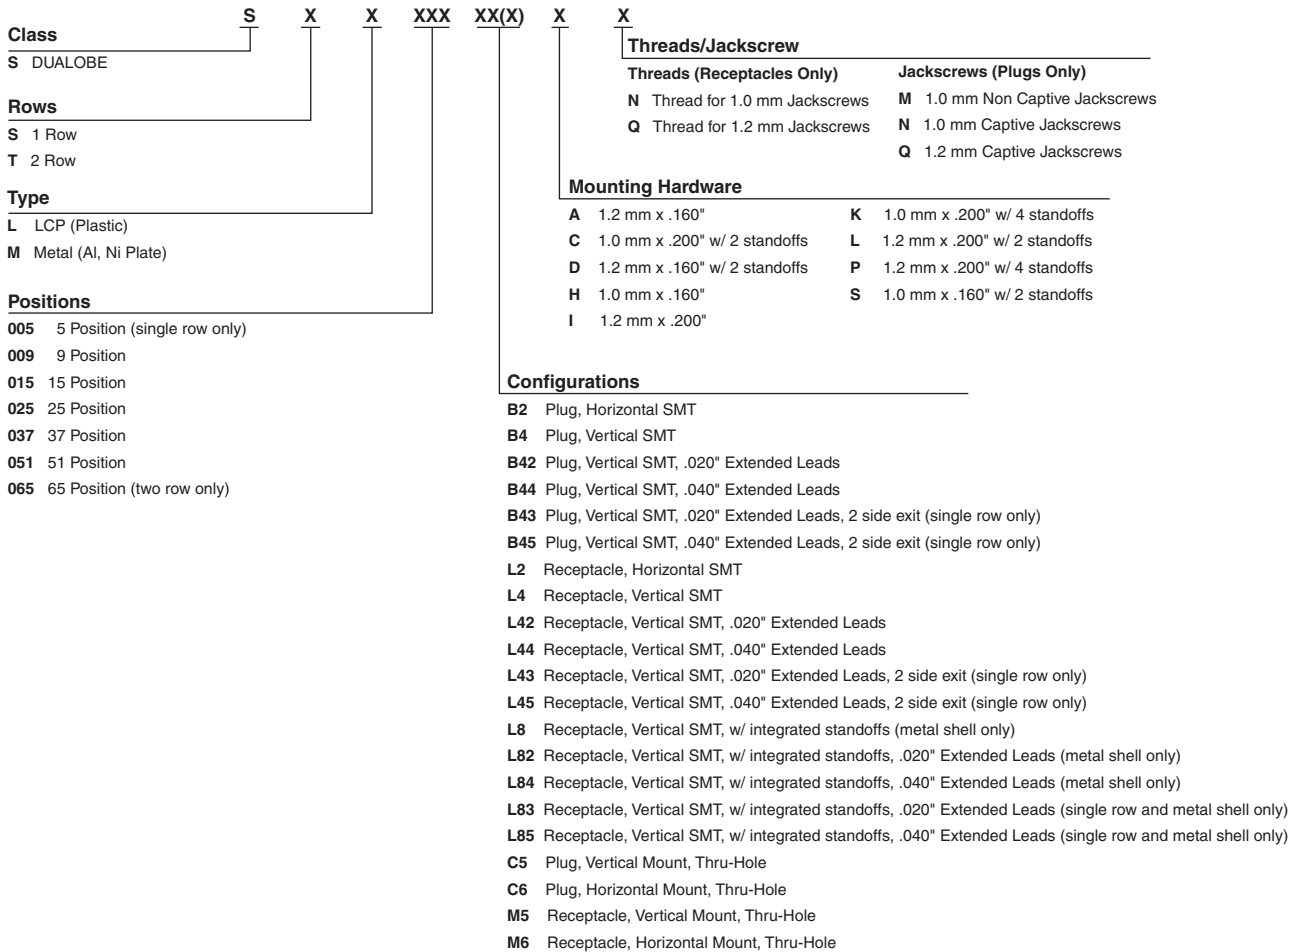 S X X XXX XX(X) X X
Class
S DUALOBE
Rows
S 1 Row
T 2 Row
Type
L LCP (Plastic)
M Metal (Al, Ni Plate)
Positions
005 5 Position (single row only)
009 9 Position
015 15 Position
025 25 Position
037 37 Position
051 51 Position
065 65 Position (two row only)
Threads/Jackscrew
Threads (Receptacles Only)
N Thread for 1.0 mm Jackscrews
Q Thread for 1.2 mm Jackscrews
Jackscrews (Plugs Only)
M 1.0 mm Non Captive Jackscrews
N 1.0 mm Captive Jackscrews
Q 1.2 mm Captive Jackscrews
Mounting Hardware
A 1.2 mm x .160"
C 1.0 mm x .200" w/ 2 standoffs
D 1.2 mm x .160" w/ 2 standoffs
H 1.0 mm x .160"
I 1.2 mm x .200"
K 1.0 mm x .200" w/ 4 standoffs
L 1.2 mm x .200" w/ 2 standoffs
P 1.2 mm x .200" w/ 4 standoffs
S 1.0 mm x .160" w/ 2 standoffs
Configurations
B2 Plug, Horizontal SMT
B4 Plug, Vertical SMT
B42 Plug, Vertical SMT, .020" Extended Leads
B44 Plug, Vertical SMT, .040" Extended Leads
B43 Plug, Vertical SMT, .020" Extended Leads, 2 side exit (single row only)
B45 Plug, Vertical SMT, .040" Extended Leads, 2 side exit (single row only)
L2 Receptacle, Horizontal SMT
L4 Receptacle, Vertical SMT
L42 Receptacle, Vertical SMT, .020" Extended Leads
L44 Receptacle, Vertical SMT, .040" Extended Leads
L43 Receptacle, Vertical SMT, .020" Extended Leads, 2 side exit (single row only)
L45 Receptacle, Vertical SMT, .040" Extended Leads, 2 side exit (single row only)
L8 Receptacle, Vertical SMT, w/ integrated standoffs (metal shell only)
L82 Receptacle, Vertical SMT, w/ integrated standoffs, .020" Extended Leads (metal shell only)
L84 Receptacle, Vertical SMT, w/ integrated standoffs, .040" Extended Leads (metal shell only)
L83 Receptacle, Vertical SMT, w/ integrated standoffs, .020" Extended Leads (single row and metal shell only)
L85 Receptacle, Vertical SMT, w/ integrated standoffs, .040" Extended Leads (single row and metal shell only)
C5 Plug, Vertical Mount, Thru-Hole
C6 Plug, Horizontal Mount, Thru-Hole
M5 Receptacle, Vertical Mount, Thru-Hole
M6 Receptacle, Horizontal Mount, Thru-Hole